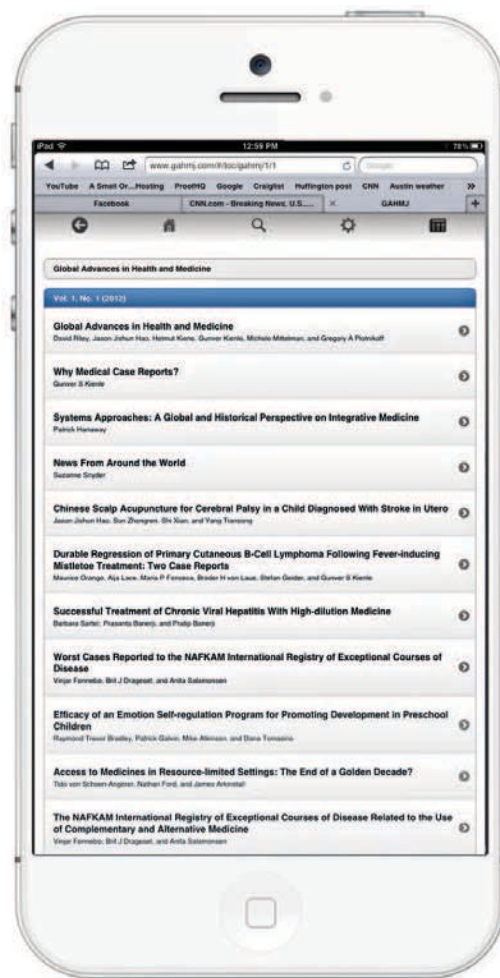 iPad 12:59 PM 78%
www.gahmj.com/#/toc/gahmj/1/1 Google
YouTube A Small Or...Hosting ProofHQ Google Craiglist Huffington post CNN Austin weather »
Facebook CNN.com - Breaking News, U.S.,... × GAHMJ +
Global Advances in Health and Medicine
Vol. 1, No. 1 (2012)
Global Advances in Health and Medicine
David Riley, Jason Jishun Hao, Helmut Kiene, Gunver Kienle, Michele Mittelman, and Gregory A Plotnikoff
Why Medical Case Reports?
Gunver S Kienle
Systems Approaches: A Global and Historical Perspective on Integrative Medicine
Patrick Hanaway
News From Around the World
Suzanne Snyder
Chinese Scalp Acupuncture for Cerebral Palsy in a Child Diagnosed With Stroke in Utero
Jason Jishun Hao, Sun Zhongren, Shi Xian, and Yang Tiansong
Durable Regression of Primary Cutaneous B-Cell Lymphoma Following Fever-inducing
Mistletoe Treatment: Two Case Reports
Maurice Orange, Aija Lace, Maria P Fonseca, Broder H von Laue, Stefan Geider, and Gunver S Kienle
Successful Treatment of Chronic Viral Hepatitis With High-dilution Medicine
Barbara Sarter, Prasanta Banerji, and Pratip Banerji
Worst Cases Reported to the NAFKAM International Registry of Exceptional Courses of
Disease
Vinjar Fønnebø, Brit J Drageset, and Anita Salamonsen
Efficacy of an Emotion Self-regulation Program for Promoting Development in Preschool
Children
Raymond Trevor Bradley, Patrick Galvin, Mike Atkinson, and Dana Tomasino
Access to Medicines in Resource-limited Settings: The End of a Golden Decade?
Tido von Schoen-Angerer, Nathan Ford, and James Arkinstall
The NAFKAM International Registry of Exceptional Courses of Disease Related to the Use
of Complementary and Alternative Medicine
Vinjar Fønnebø, Brit J Drageset, and Anita Salamonsen